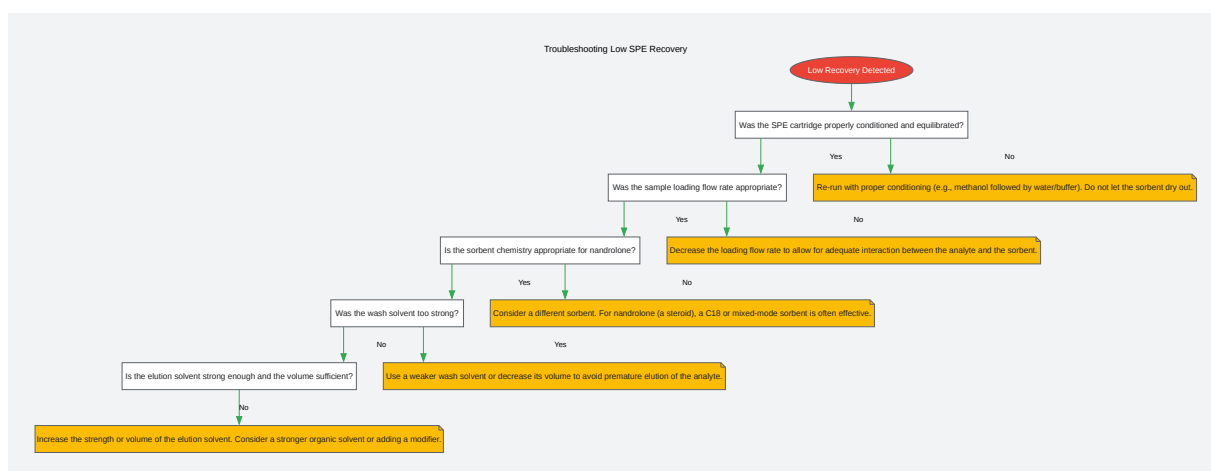 Troubleshooting Low SPE Recovery
Low Recovery Detected
Was the SPE cartridge properly conditioned and equilibrated?
Yes
No
Was the sample loading flow rate appropriate?
Re-run with proper conditioning (e.g., methanol followed by water/buffer). Do not let the sorbent dry out.
Yes
No
Is the sorbent chemistry appropriate for nandrolone?
Decrease the loading flow rate to allow for adequate interaction between the analyte and the sorbent.
Yes
No
Was the wash solvent too strong?
Consider a different sorbent. For nandrolone (a steroid), a C18 or mixed-mode sorbent is often effective.
No
Yes
Is the elution solvent strong enough and the volume sufficient?
Use a weaker wash solvent or decrease its volume to avoid premature elution of the analyte.
No
Increase the strength or volume of the elution solvent. Consider a stronger organic solvent or adding a modifier.